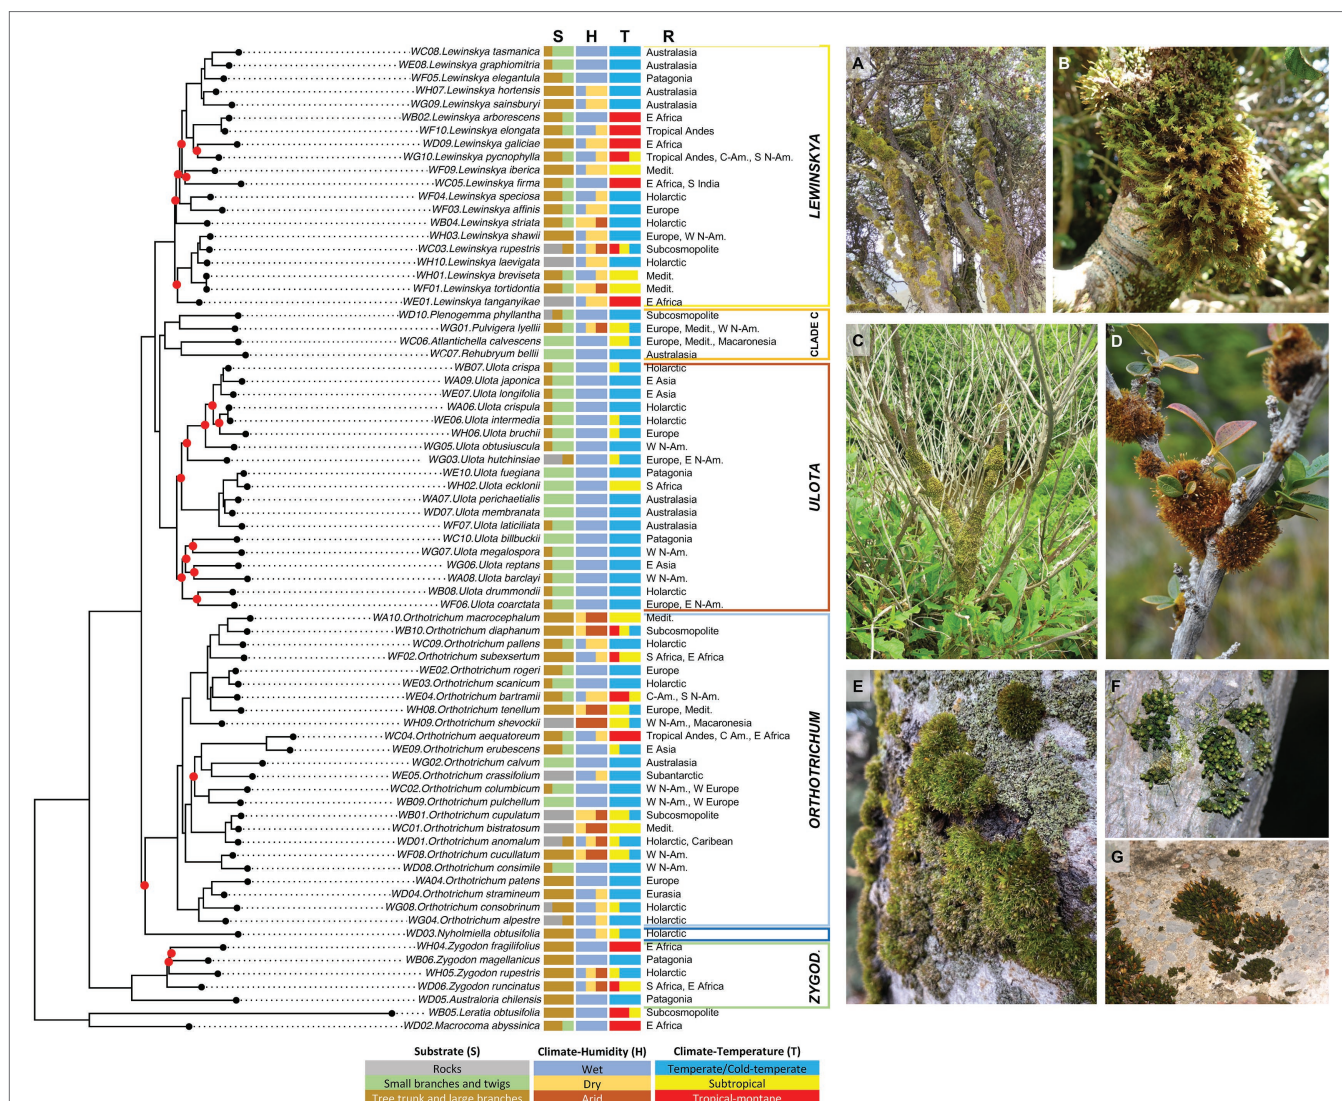 S H T R
WC08.Lewinskya tasmanica Australasia
WE08.Lewinskya graphiomitria Australasia
WF05.Lewinskya elegantula Patagonia
WH07.Lewinskya hortensis Australasia
WG09.Lewinskya sainsburyi Australasia
WB02.Lewinskya arborescens E Africa
WF10.Lewinskya elongata Tropical Andes
WD09.Lewinskya galiciae E Africa
WG10.Lewinskya pycnophylla Tropical Andes, C-Am., S N-Am.
WF09.Lewinskya iberica Medit.
WC05.Lewinskya firma E Africa, S India
WF04.Lewinskya speciosa Holarctic
WF03.Lewinskya affinis Europe
WB04.Lewinskya striata Holarctic
WH03.Lewinskya shawii Europe, W N-Am.
WC03.Lewinskya rupestris Subcosmopolite
WH10.Lewinskya laevigata Holarctic
WH01.Lewinskya breviseta Medit.
WF01.Lewinskya tortidontia Medit.
WE01.Lewinskya tanganyikae E Africa
LEWINSKYA
WD10.Plenogemma phyllantha Subcosmopolite
WG01.Pulvigera lyellii Europe, Medit., W N-Am.
WC06.Atlantichella calvescens Europe, Medit., Macaronesia
WC07.Rehubryum bellii Australasia
CLADE C
WB07.Ulota crispa Holarctic
WA09.Ulota japonica E Asia
WE07.Ulota longifolia E Asia
WA06.Ulota crispula Holarctic
WE06.Ulota intermedia Holarctic
WH06.Ulota bruchii Europe
WG05.Ulota obtusiuscula W N-Am.
WG03.Ulota hutchinsiae Europe, E N-Am.
WE10.Ulota fuegiana Patagonia
WH02.Ulota ecklonii S Africa
WA07.Ulota perichaetialis Australasia
WD07.Ulota membranata Australasia
WF07.Ulota laticiliata Australasia
WC10.Ulota billbuckii Patagonia
WG07.Ulota megalospora W N-Am.
WG06.Ulota reptans E Asia
WA08.Ulota barclayi W N-Am.
WB08.Ulota drummondii Holarctic
WF06.Ulota coarctata Europe, E N-Am.
ULOTA
WA10.Orthotrichum macrocephalum Medit.
WB10.Orthotrichum diaphanum Subcosmopolite
WC09.Orthotrichum pallens Holarctic
WF02.Orthotrichum subexsertum S Africa, E Africa
WE02.Orthotrichum rogeri Europe
WE03.Orthotrichum scanicum Holarctic
WE04.Orthotrichum bartramii C-Am., S N-Am.
WH08.Orthotrichum tenellum Europe, Medit.
WH09.Orthotrichum shevockii W N-Am., Macaronesia
WC04.Orthotrichum aequatoreum Tropical Andes, C Am., E Africa
WE09.Orthotrichum erubescens E Asia
WG02.Orthotrichum calvum Australasia
WE05.Orthotrichum crassifolium Subantarctic
WC02.Orthotrichum columbicum W N-Am., W Europe
WB09.Orthotrichum pulchellum W N-Am., W Europe
WB01.Orthotrichum cupulatum Subcosmopolite
WC01.Orthotrichum bistratosum Medit.
WD01.Orthotrichum anomalum Holarctic, Caribean
WF08.Orthotrichum cucullatum W N-Am.
WD08.Orthotrichum consimile W N-Am.
WA04.Orthotrichum patens Europe
WD04.Orthotrichum stramineum Eurasia
WG08.Orthotrichum consobrinum Holarctic
WG04.Orthotrichum alpestre Holarctic
ORTHOTRICHUM
WD03.Nyholmiella obtusifolia Holarctic
WH04.Zygodon fragilifolius E Africa
WB06.Zygodon magellanicus Patagonia
WH05.Zygodon rupestris Holarctic
WD06.Zygodon runcinatus S Africa, E Africa
WD05.Australoria chilensis Patagonia
ZYGOD.
WB05.Leratia obtusifolia Subcosmopolite
WD02.Macrocoma abyssinica E Africa
Substrate (S) Climate-Humidity (H) Climate-Temperature (T)
Rocks Wet Temperate/Cold-temperate
Small branches and twigs Dry Subtropical
Tree trunk and large branches Arid Tropical-montane
A
B
C
D
E
F
G